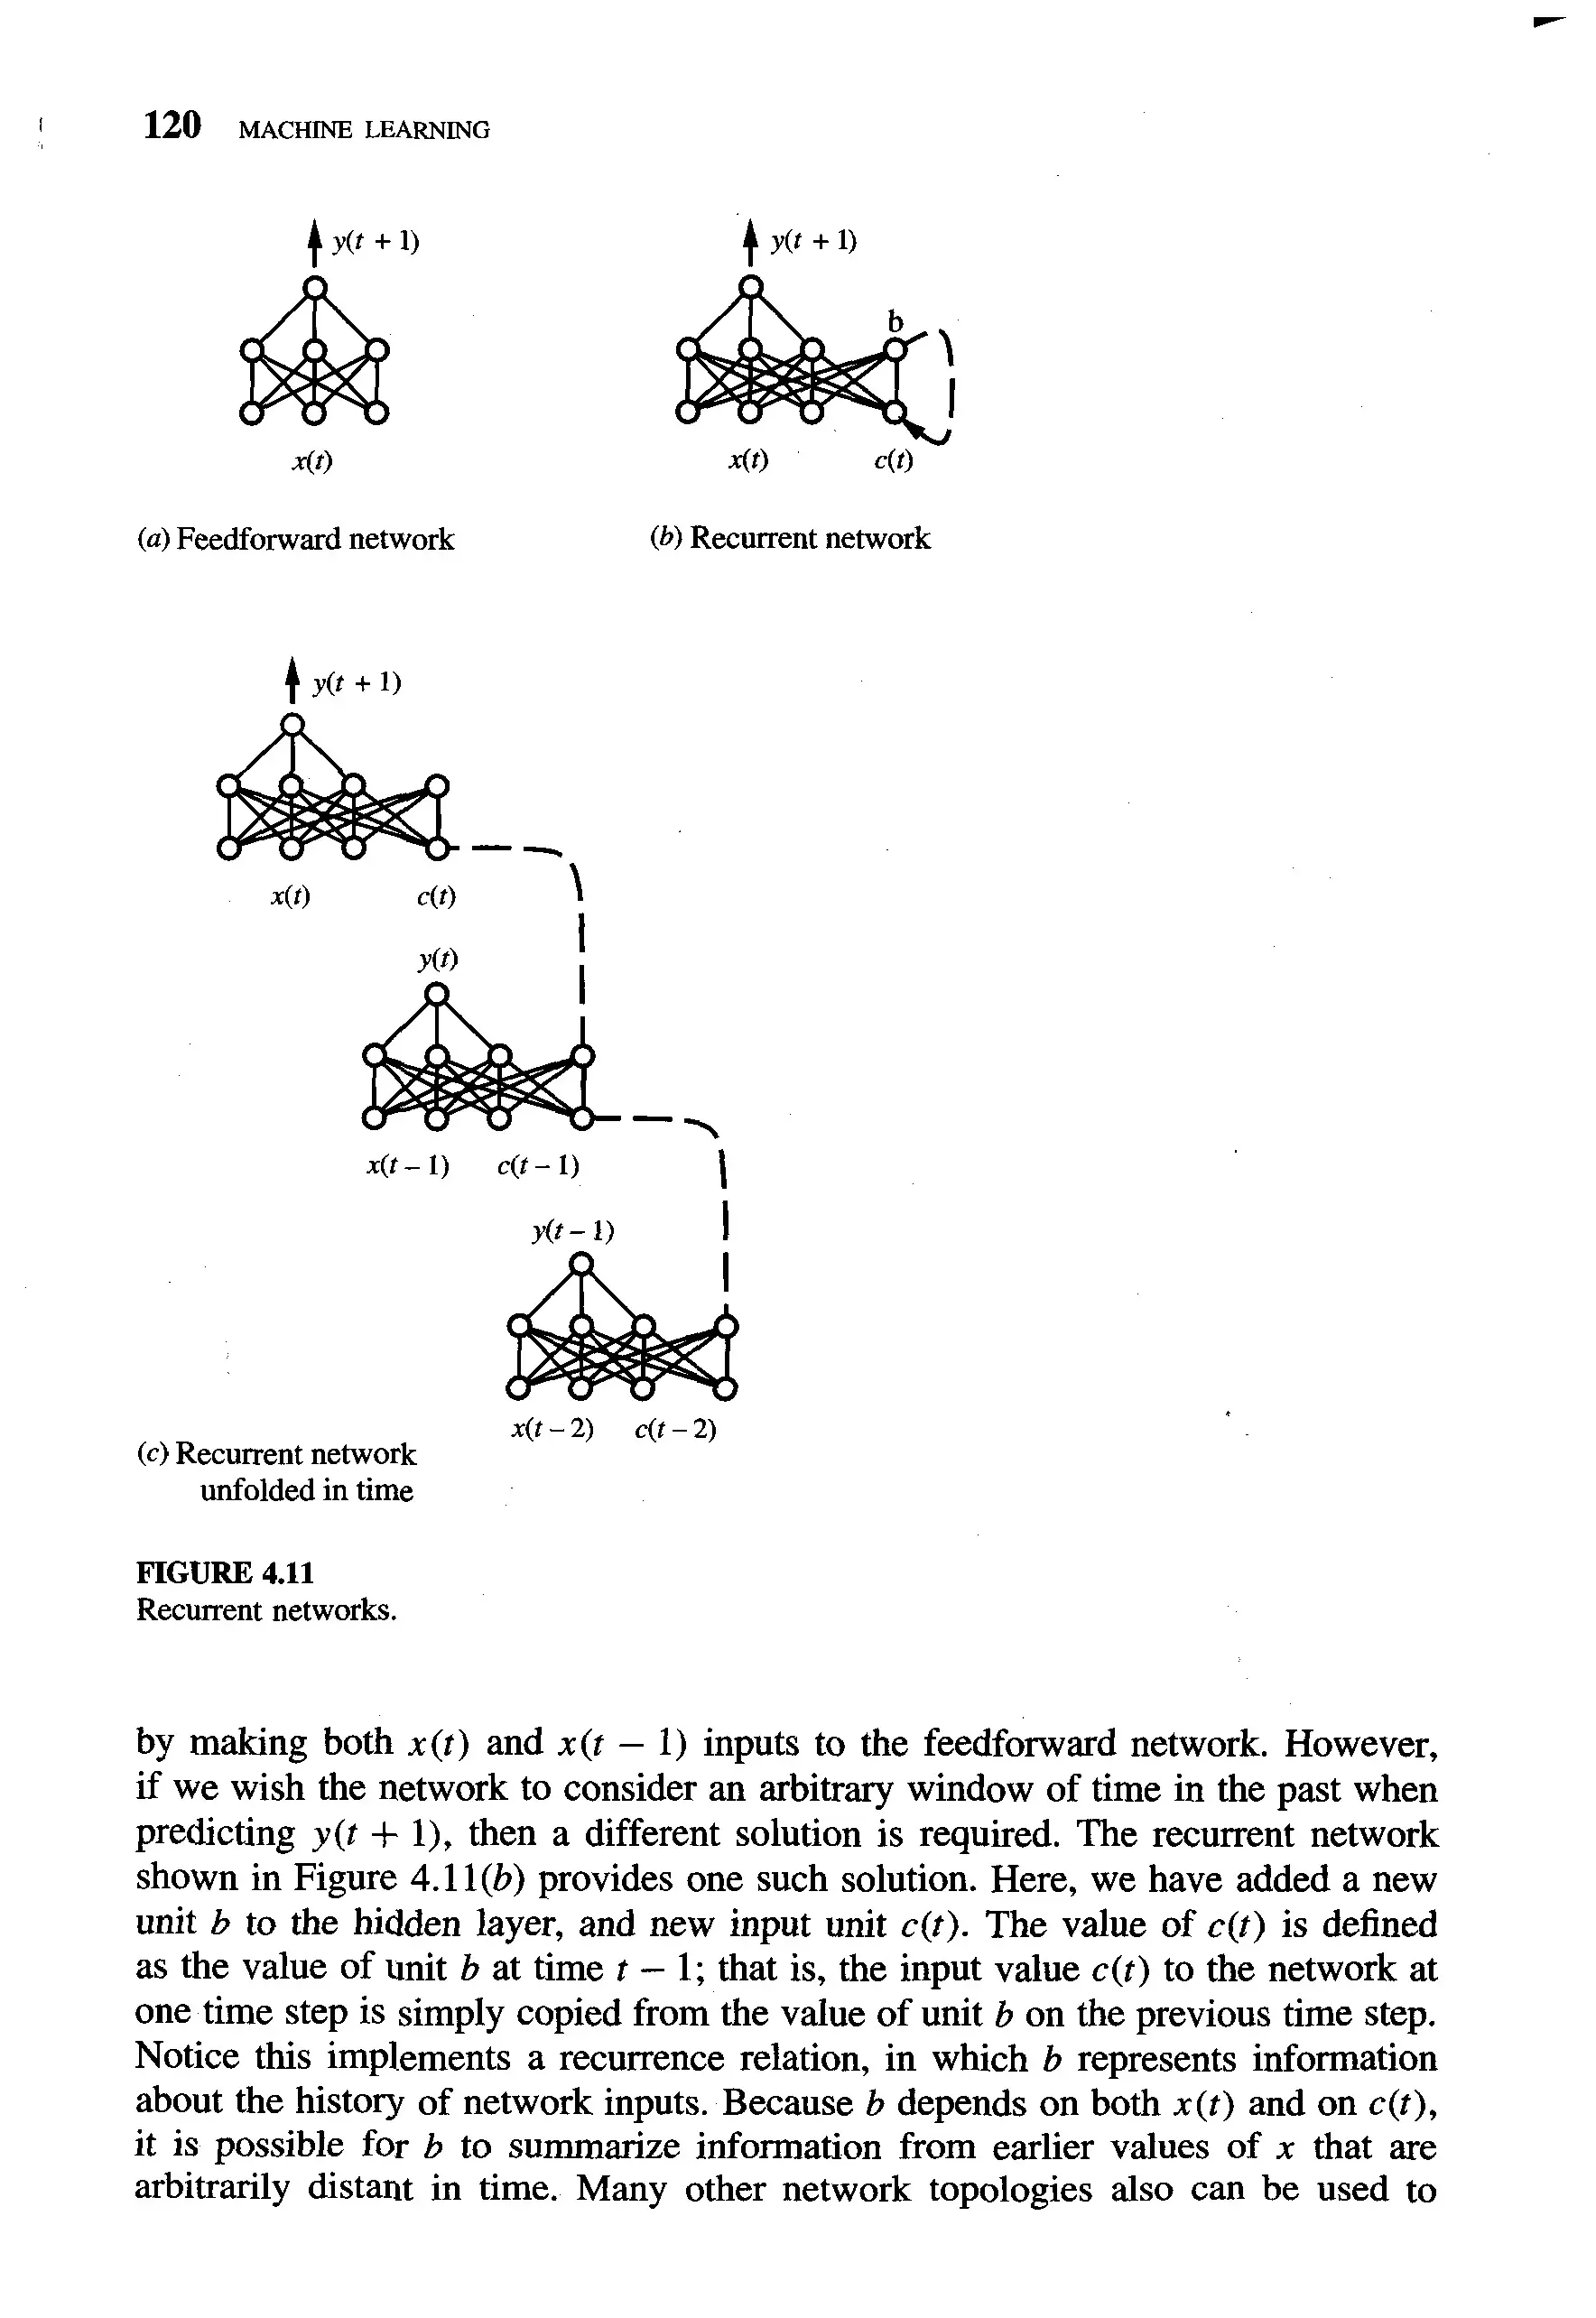 120 MACHINE LEARNING
y(t + 1)
y(t + 1)
b
x(t)
x(t) c(t)
(a) Feedforward network
(b) Recurrent network
y(t + 1)
x(t) c(t)
y(t)
x(t – 1) c(t – 1)
y(t – 1)
x(t – 2) c(t – 2)
(c) Recurrent network
unfolded in time
FIGURE 4.11
Recurrent networks.
by making both x(t) and x(t − 1) inputs to the feedforward network. However,
if we wish the network to consider an arbitrary window of time in the past when
predicting y(t + 1), then a different solution is required. The recurrent network
shown in Figure 4.11(b) provides one such solution. Here, we have added a new
unit b to the hidden layer, and new input unit c(t). The value of c(t) is defined
as the value of unit b at time t − 1; that is, the input value c(t) to the network at
one time step is simply copied from the value of unit b on the previous time step.
Notice this implements a recurrence relation, in which b represents information
about the history of network inputs. Because b depends on both x(t) and on c(t),
it is possible for b to summarize information from earlier values of x that are
arbitrarily distant in time. Many other network topologies also can be used to